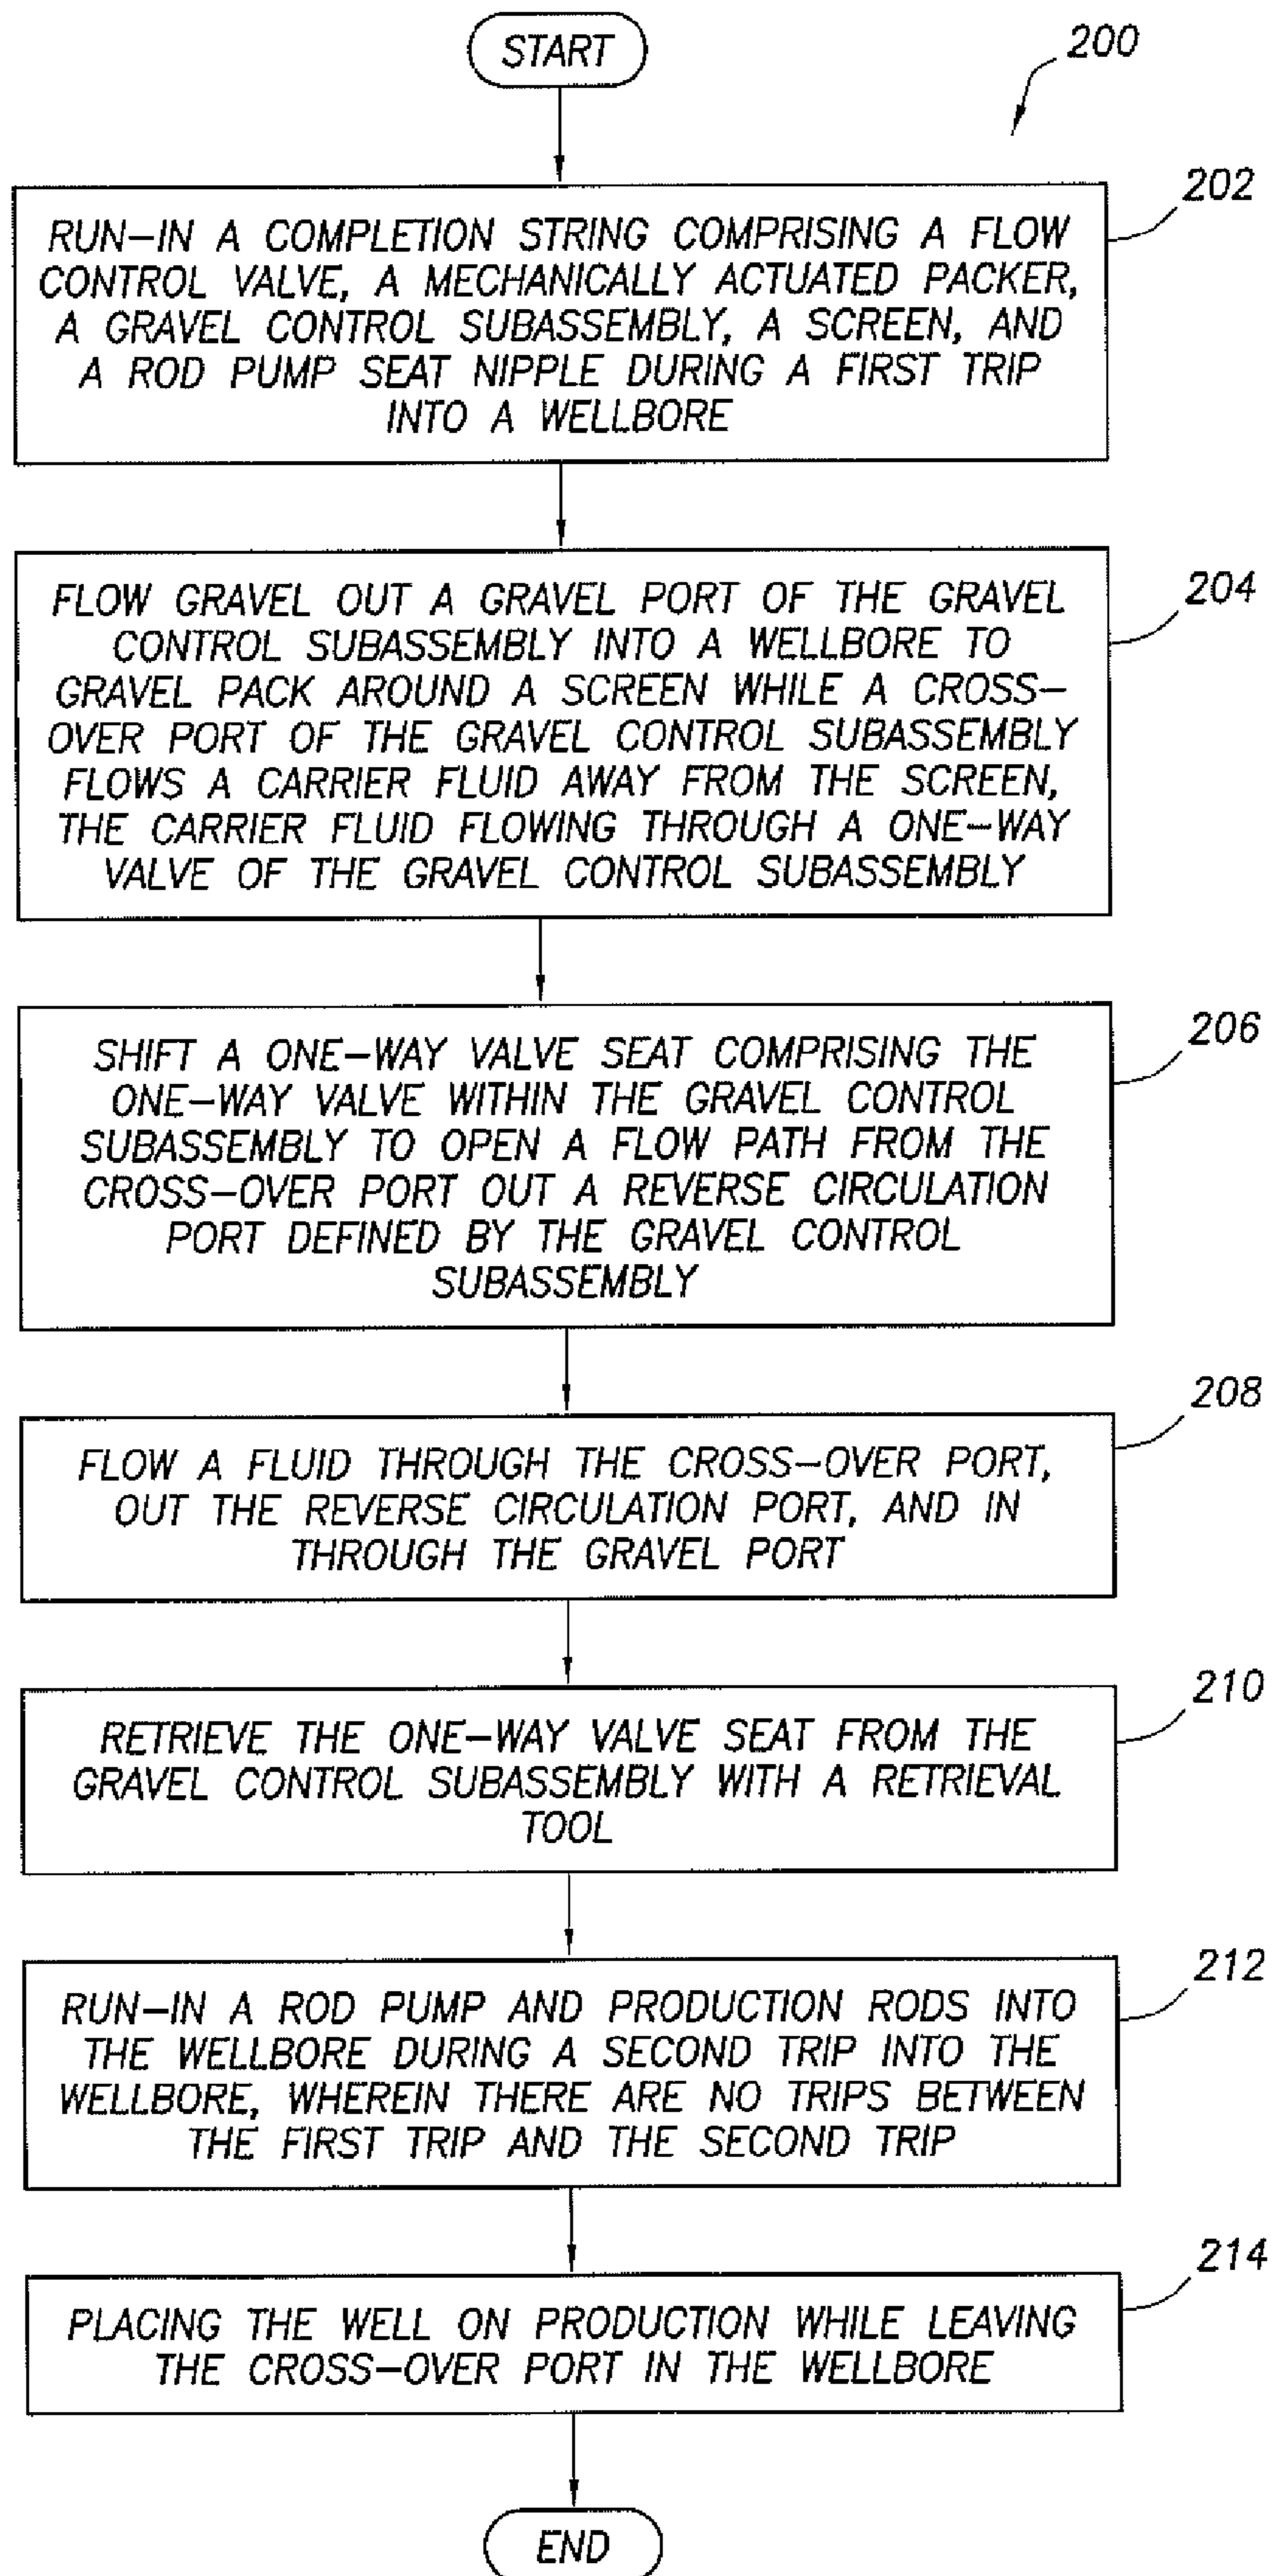 START
200
202
RUN-IN A COMPLETION STRING COMPRISING A FLOW
CONTROL VALVE, A MECHANICALLY ACTUATED PACKER,
A GRAVEL CONTROL SUBASSEMBLY, A SCREEN, AND
A ROD PUMP SEAT NIPPLE DURING A FIRST TRIP
INTO A WELLBORE
204
FLOW GRAVEL OUT A GRAVEL PORT OF THE GRAVEL
CONTROL SUBASSEMBLY INTO A WELLBORE TO
GRAVEL PACK AROUND A SCREEN WHILE A CROSS-
OVER PORT OF THE GRAVEL CONTROL SUBASSEMBLY
FLOWS A CARRIER FLUID AWAY FROM THE SCREEN,
THE CARRIER FLUID FLOWING THROUGH A ONE-WAY
VALVE OF THE GRAVEL CONTROL SUBASSEMBLY
206
SHIFT A ONE-WAY VALVE SEAT COMPRISING THE
ONE-WAY VALVE WITHIN THE GRAVEL CONTROL
SUBASSEMBLY TO OPEN A FLOW PATH FROM THE
CROSS-OVER PORT OUT A REVERSE CIRCULATION
PORT DEFINED BY THE GRAVEL CONTROL
SUBASSEMBLY
208
FLOW A FLUID THROUGH THE CROSS-OVER PORT,
OUT THE REVERSE CIRCULATION PORT, AND IN
THROUGH THE GRAVEL PORT
210
RETRIEVE THE ONE-WAY VALVE SEAT FROM THE
GRAVEL CONTROL SUBASSEMBLY WITH A RETRIEVAL
TOOL
212
RUN-IN A ROD PUMP AND PRODUCTION RODS INTO
THE WELLBORE DURING A SECOND TRIP INTO THE
WELLBORE, WHEREIN THERE ARE NO TRIPS BETWEEN
THE FIRST TRIP AND THE SECOND TRIP
214
PLACING THE WELL ON PRODUCTION WHILE LEAVING
THE CROSS-OVER PORT IN THE WELLBORE
END